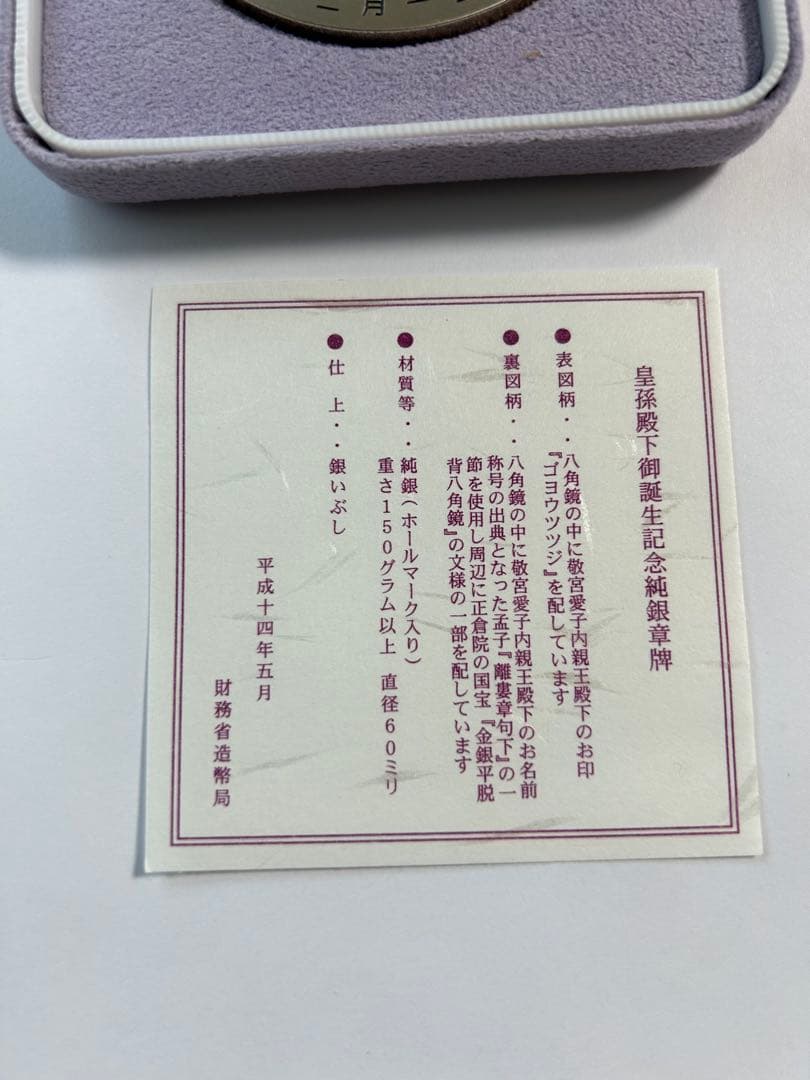 一月一
皇孫殿下御誕生記念純銀章牌
● 表図柄・・八角鏡の中に敬宮愛子内親王殿下のお印
『ゴヨウツツジ』を配しています
● 裏図柄・・八角鏡の中に敬宮愛子内親王殿下のお名前
称号の出典となった孟子『離婁章句下』の一
節を使用し周辺に正倉院の国宝『金銀平脱
背八角鏡』の文様の一部を配しています
● 材質等・・純銀(ホールマーク入り)
重さ150グラム以上 直径60ミリ
● 仕上・・銀いぶし
平成十四年五月
財務省造幣局